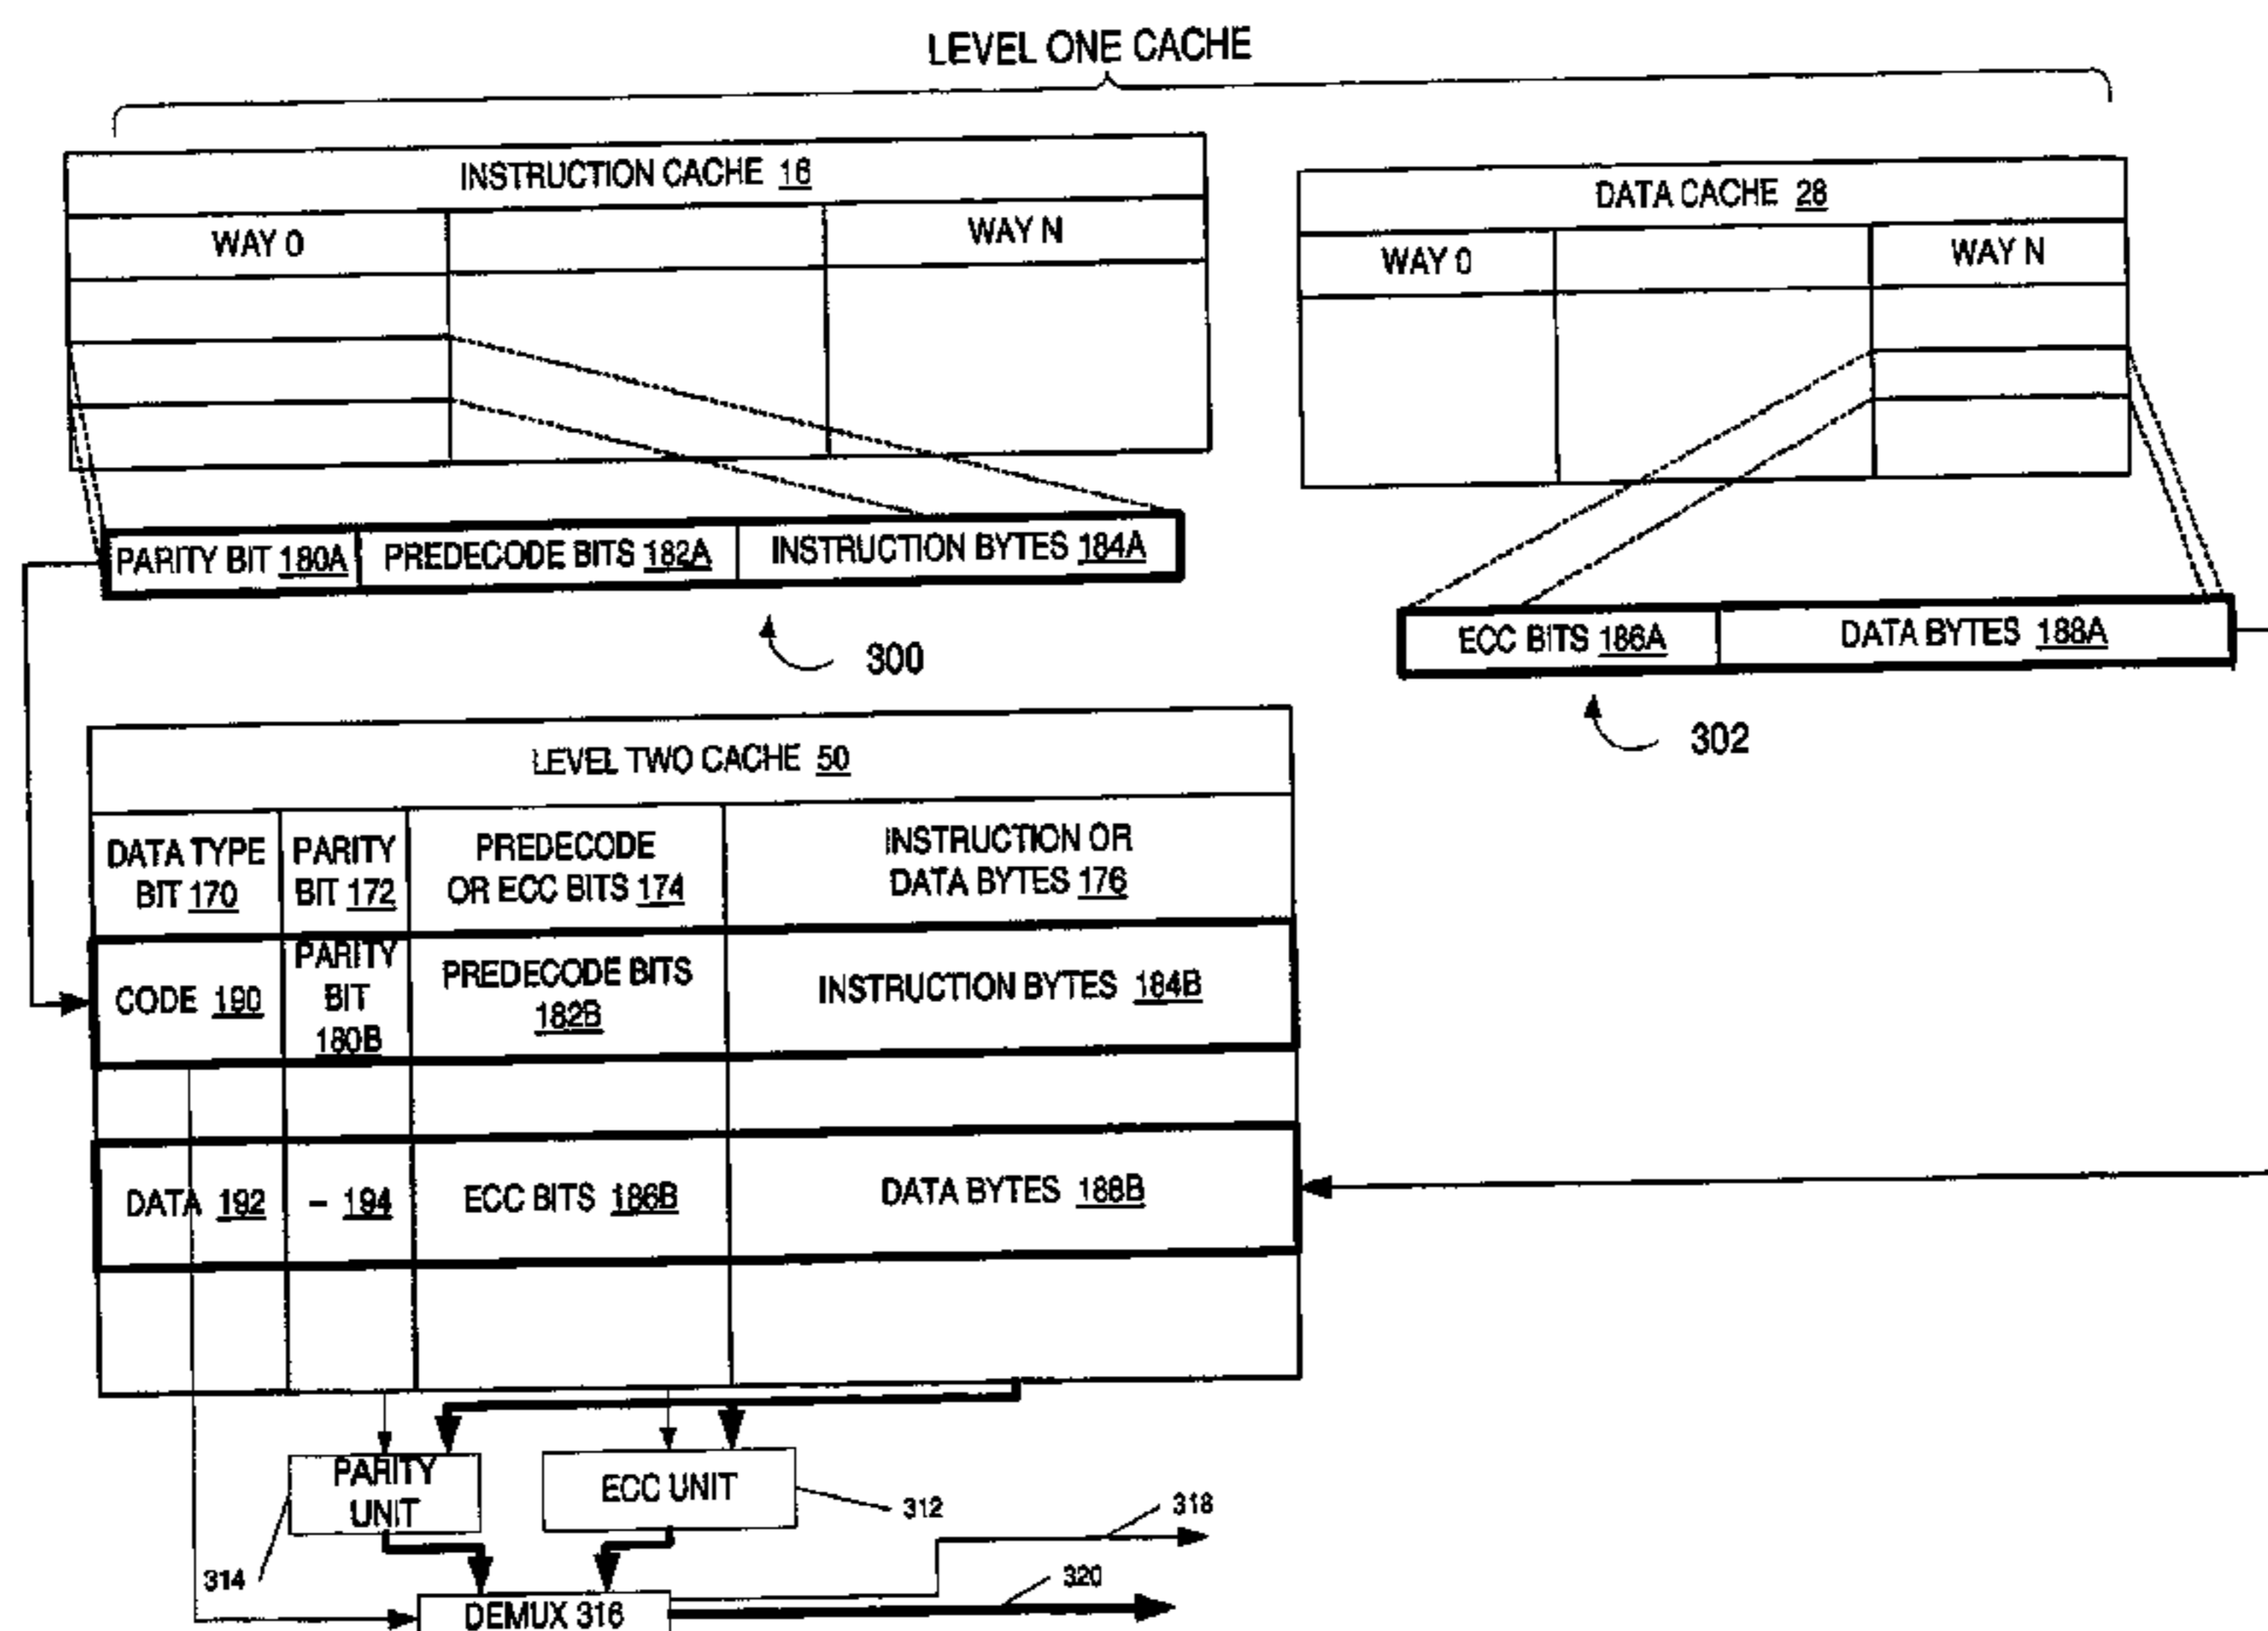 LEVEL ONE CACHE
INSTRUCTION CACHE 16
WAY 0
WAY N
DATA CACHE 28
WAY 0
WAY N
PARITY BIT 180A
PREDECODE BITS 182A
INSTRUCTION BYTES 184A
300
ECC BITS 186A
DATA BYTES 188A
302
LEVEL TWO CACHE 50
DATA TYPE
BIT 170
PARITY
BIT 172
PREDECODE
OR ECC BITS 174
INSTRUCTION OR
DATA BYTES 176
CODE 190
PARITY
BIT
180B
PREDECODE BITS
182B
INSTRUCTION BYTES 184B
DATA 192
- 194
ECC BITS 186B
DATA BYTES 188B
PARITY
UNIT
ECC UNIT
312
314
318
320
DEMUX 316